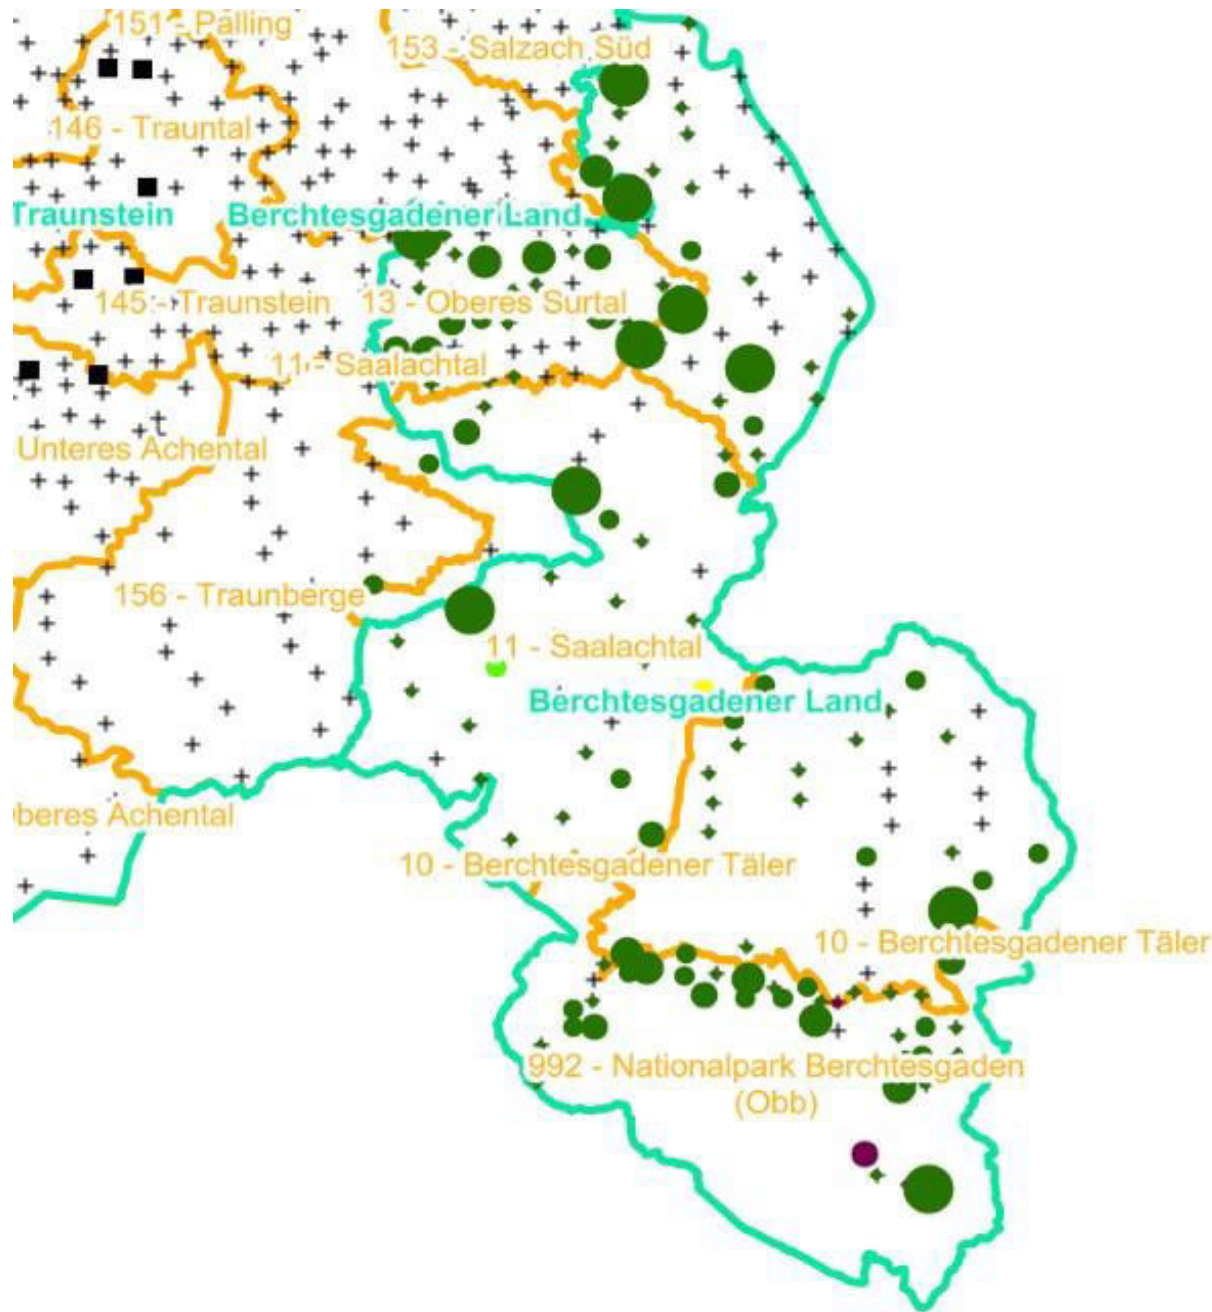 151 - Palling
153 - Salzach Süd
146 - Trauntal
Traunstein
Berchtesgadener Land
145 - Traunstein
13 - Oberes Surtal
11 - Saalachtal
Unteres Achental
156 - Traunberge
11 - Saalachtal
Berchtesgadener Land
beres Achental
10 - Berchtesgadener Täler
10 - Berchtesgadener Täler
992 - Nationalpark Berchtesgaden
(Obb)